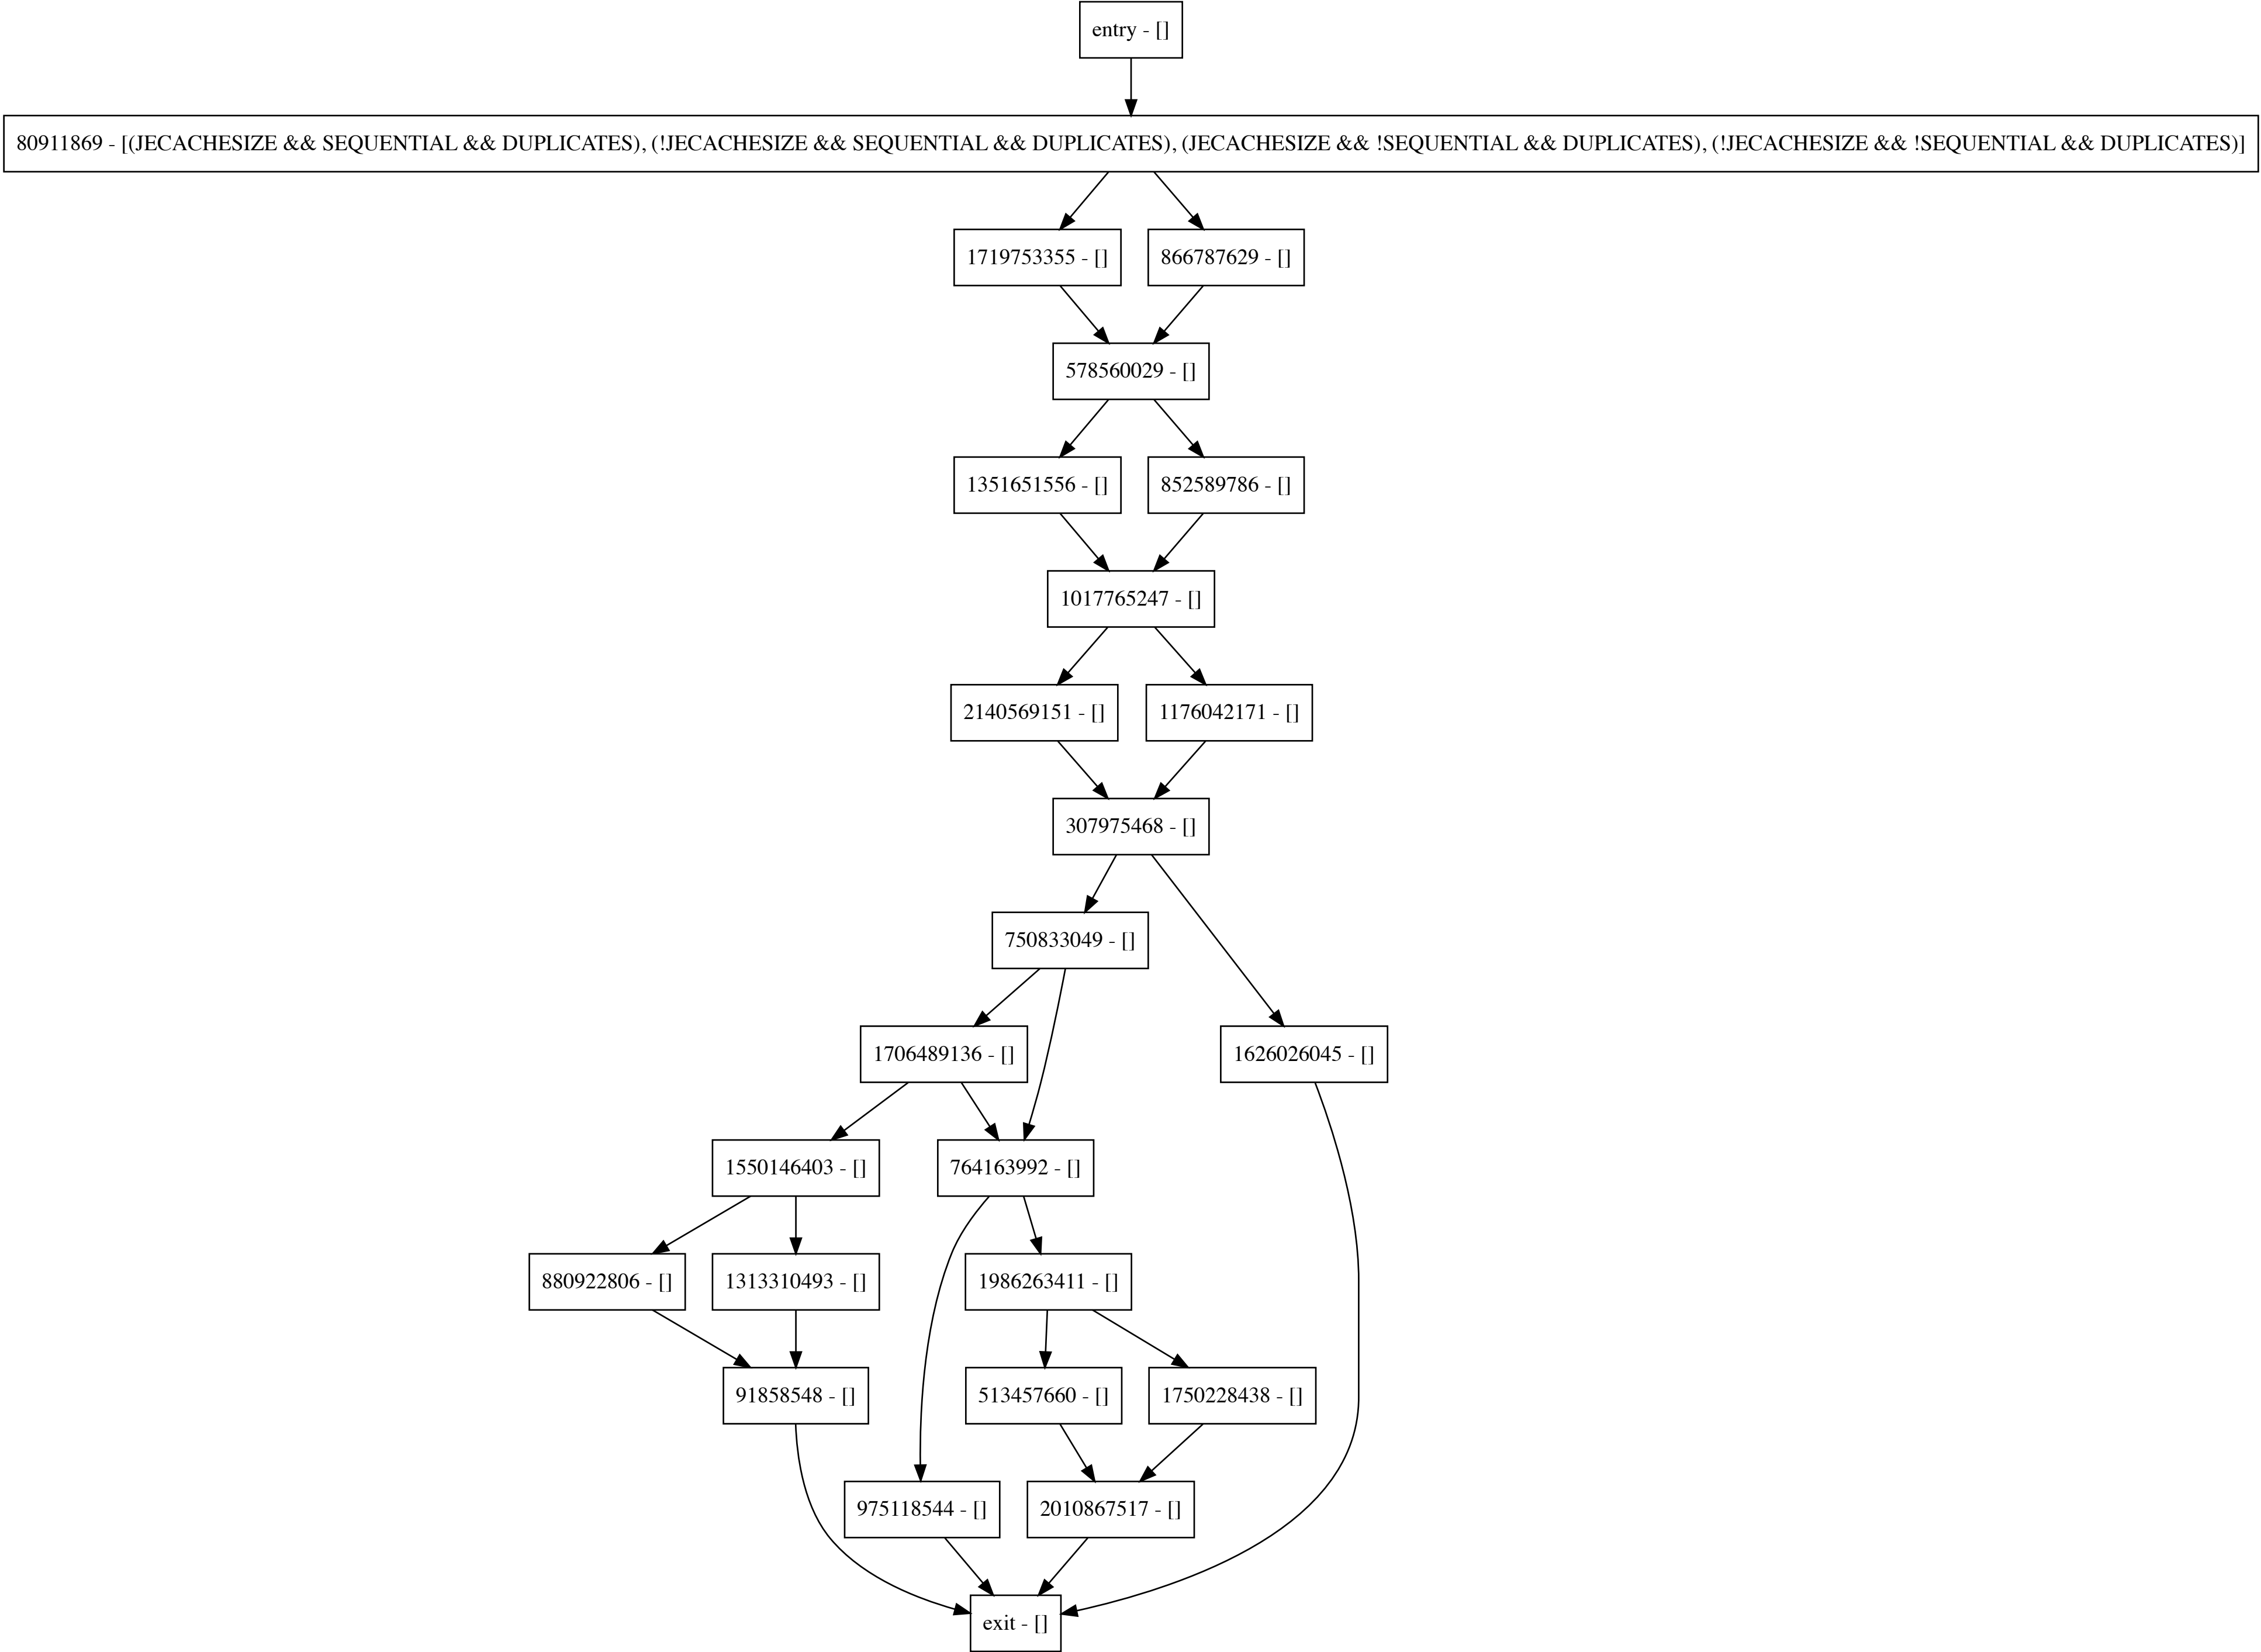 entry - []
80911869 - [(JECACHESIZE && SEQUENTIAL && DUPLICATES), (!JECACHESIZE && SEQUENTIAL && DUPLICATES), (JECACHESIZE && !SEQUENTIAL && DUPLICATES), (!JECACHESIZE && !SEQUENTIAL && DUPLICATES)]
1719753355 - []
866787629 - []
578560029 - []
1351651556 - []
852589786 - []
1017765247 - []
2140569151 - []
1176042171 - []
307975468 - []
750833049 - []
1706489136 - []
1626026045 - []
1550146403 - []
764163992 - []
880922806 - []
1313310493 - []
1986263411 - []
91858548 - []
513457660 - []
1750228438 - []
975118544 - []
2010867517 - []
exit - []